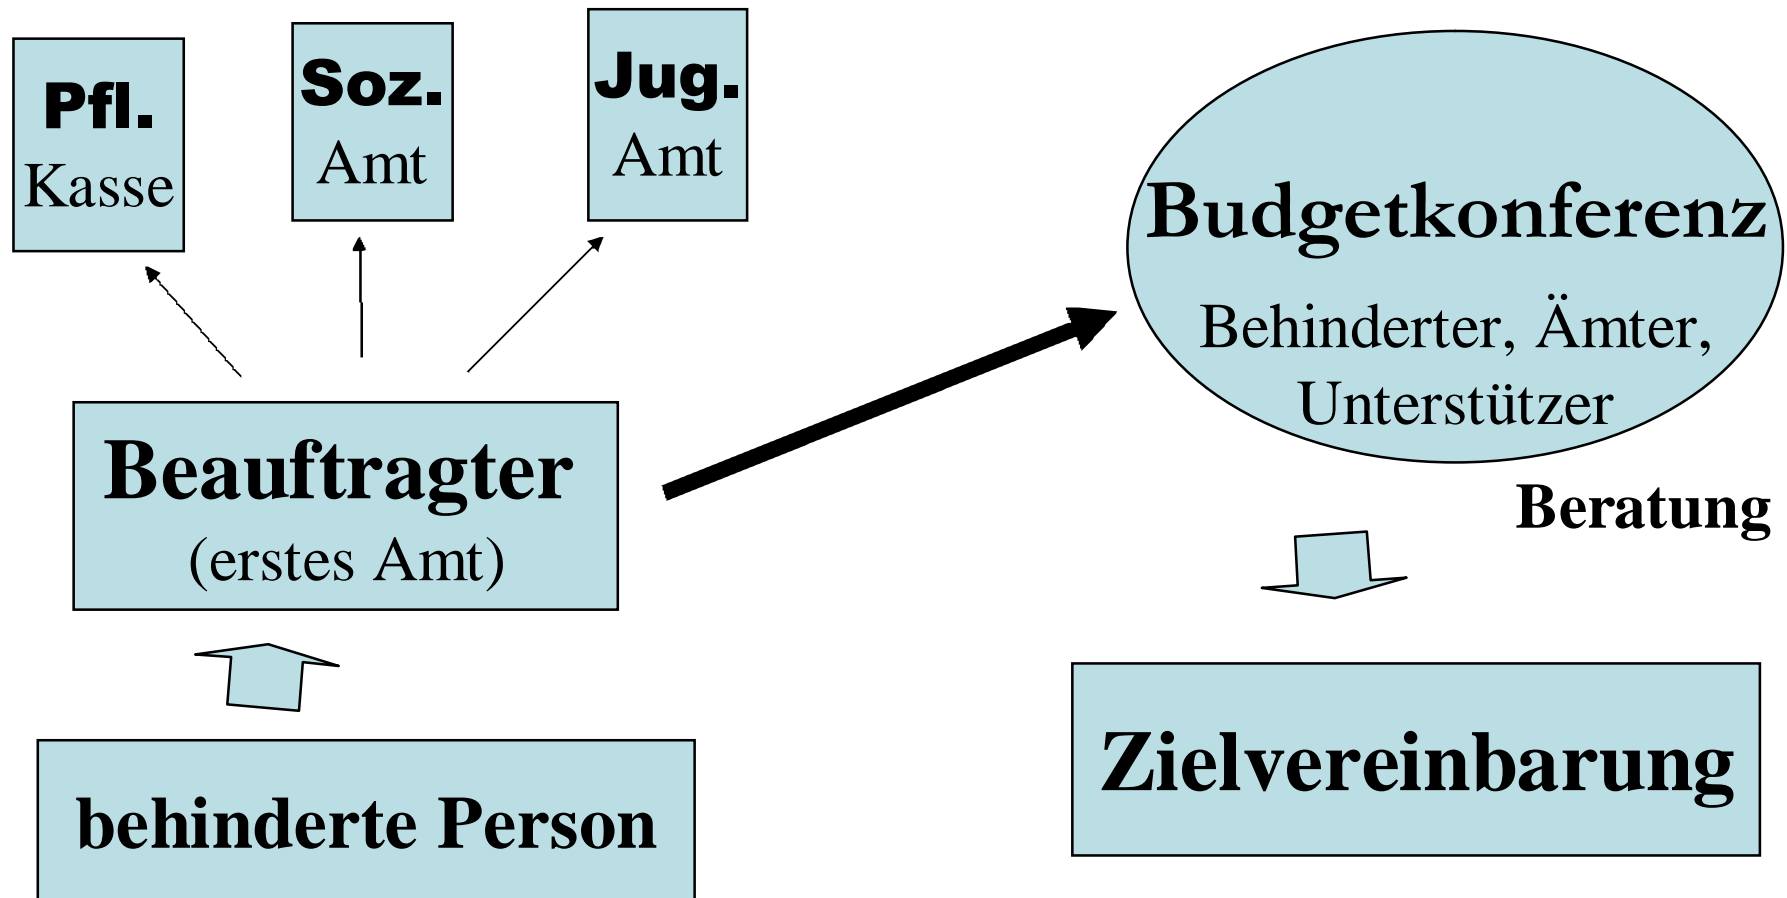 Pfl.
Kasse
Soz.
Amt
Jug.
Amt
Beauftragter
(erstes Amt)
behinderte Person
Budgetkonferenz
Behinderter, Ämter,
Unterstützer
Beratung
Zielvereinbarung